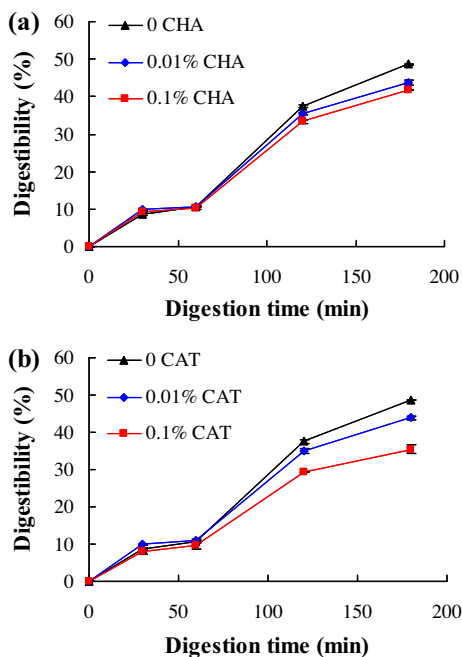 (a)
0 CHA
0.01% CHA
0.1% CHA
Digestibility (%)
60
50
40
30
20
10
0
0 50 100 150 200
Digestion time (min)
(b)
0 CAT
0.01% CAT
0.1% CAT
Digestibility (%)
60
50
40
30
20
10
0
0 50 100 150 200
Digestion time (min)